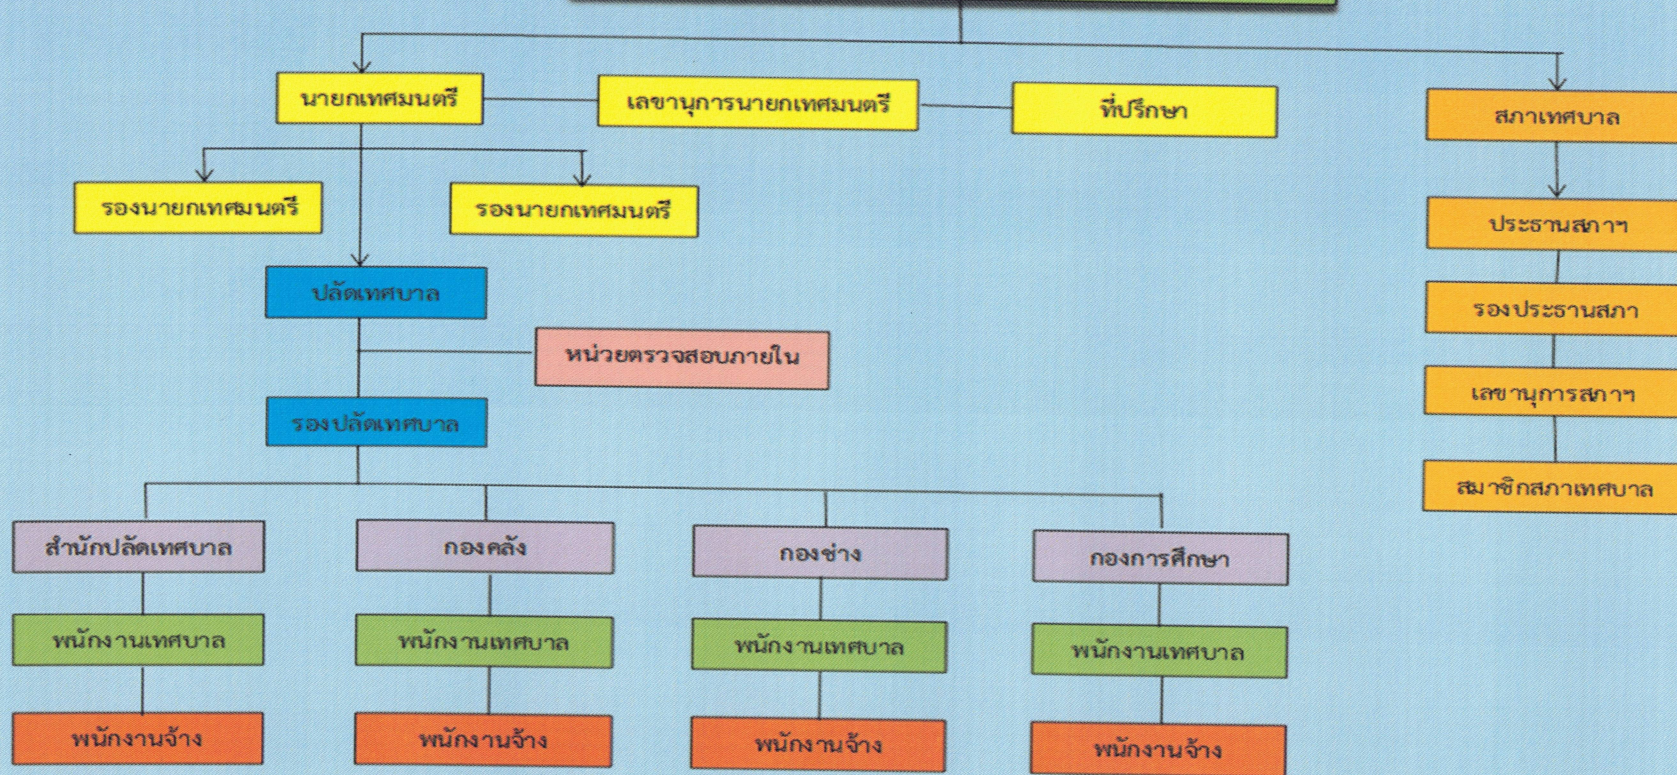 นายกเทศมนตรี
เลขานุการนายกเทศมนตรี
ที่ปรึกษา
สภาเทศบาล
รองนายกเทศมนตรี
รองนายกเทศมนตรี
ประธานสภาฯ
ปลัดเทศบาล
รองประธานสภา
หน่วยตรวจสอบภายใน
เลขานุการสภาฯ
รองปลัดเทศบาล
สมาชิกสภาเทศบาล
สำนักปลัดเทศบาล
กองคลัง
กองช่าง
กองการศึกษา
พนักงานเทศบาล
พนักงานเทศบาล
พนักงานเทศบาล
พนักงานเทศบาล
พนักงานจ้าง
พนักงานจ้าง
พนักงานจ้าง
พนักงานจ้าง